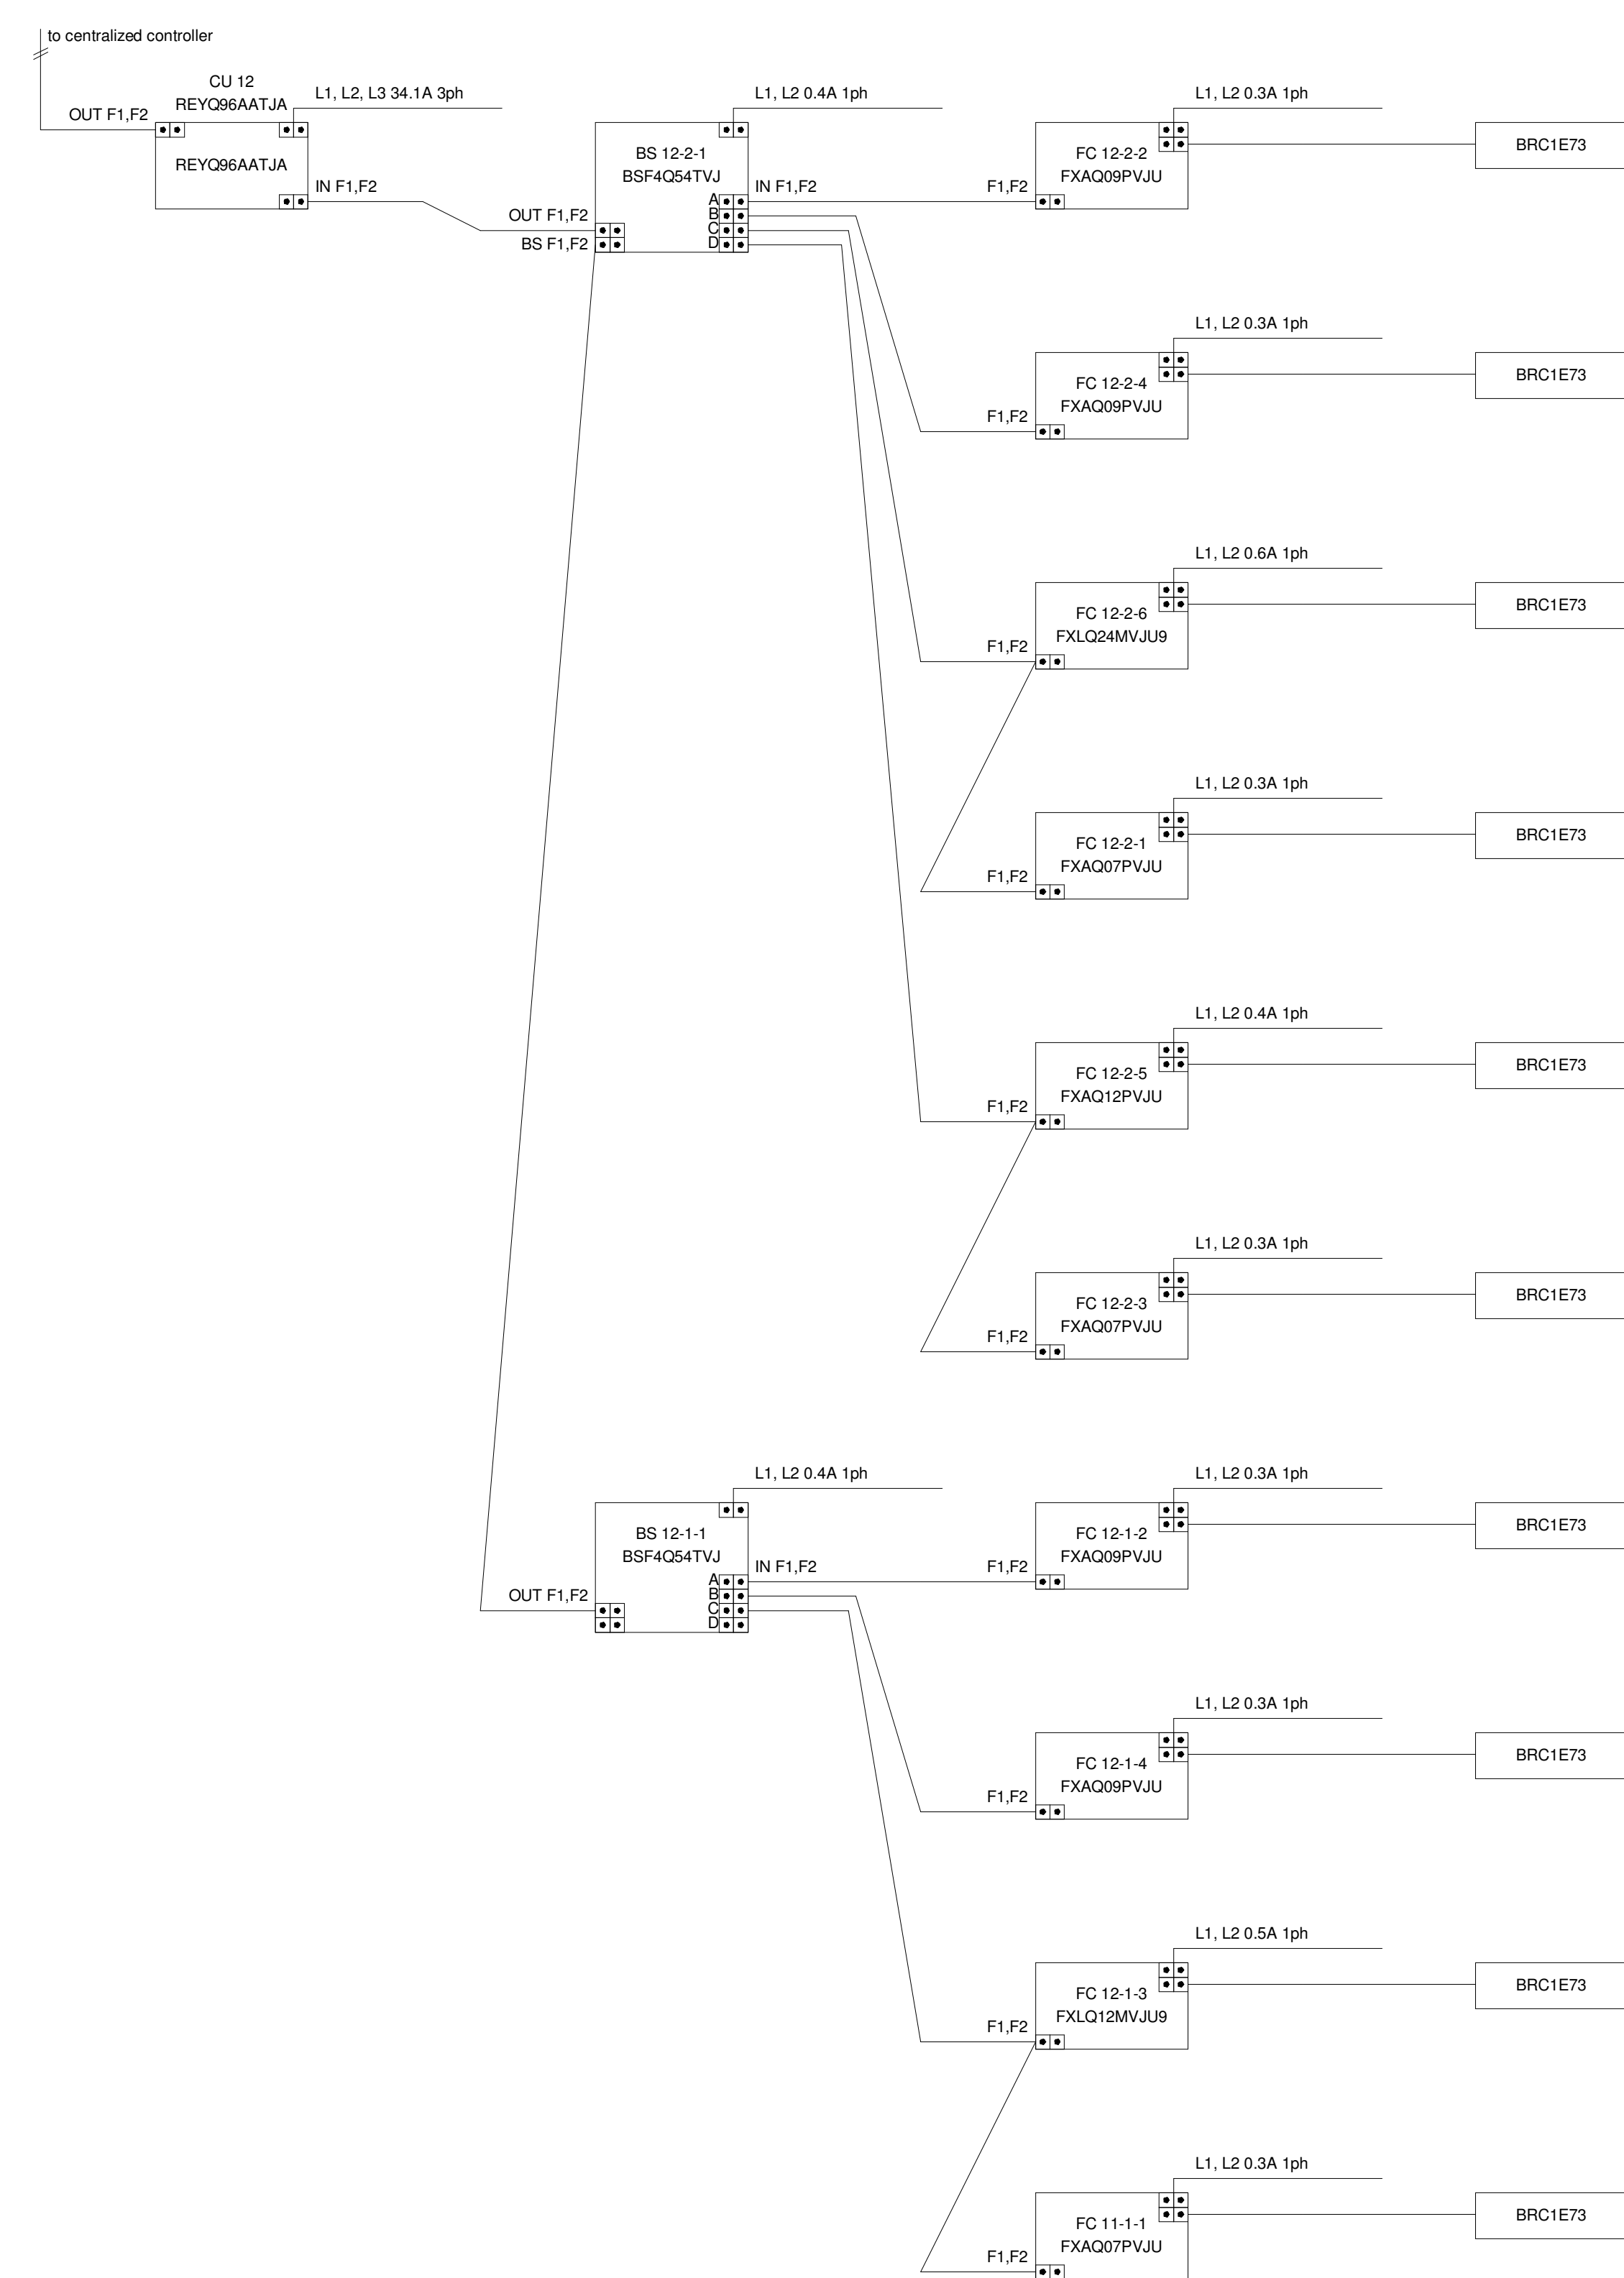 to centralized controller
CU 12
REYQ96AATJA
L1, L2, L3 34.1A 3ph
OUT F1,F2
REYQ96AATJA
IN F1,F2
L1, L2 0.4A 1ph
BS 12-2-1
BSF4Q54TVJ
OUT F1,F2
BS F1,F2
A
B
C
D
IN F1,F2
L1, L2 0.3A 1ph
FC 12-2-2
FXAQ09PVJU
F1,F2
BRC1E73
L1, L2 0.3A 1ph
FC 12-2-4
FXAQ09PVJU
F1,F2
BRC1E73
L1, L2 0.6A 1ph
FC 12-2-6
FXLQ24MVJU9
F1,F2
BRC1E73
L1, L2 0.3A 1ph
FC 12-2-1
FXAQ07PVJU
F1,F2
BRC1E73
L1, L2 0.4A 1ph
FC 12-2-5
FXAQ12PVJU
F1,F2
BRC1E73
L1, L2 0.3A 1ph
FC 12-2-3
FXAQ07PVJU
F1,F2
BRC1E73
L1, L2 0.4A 1ph
BS 12-1-1
BSF4Q54TVJ
OUT F1,F2
A
B
C
D
IN F1,F2
L1, L2 0.3A 1ph
FC 12-1-2
FXAQ09PVJU
F1,F2
BRC1E73
L1, L2 0.3A 1ph
FC 12-1-4
FXAQ09PVJU
F1,F2
BRC1E73
L1, L2 0.5A 1ph
FC 12-1-3
FXLQ12MVJU9
F1,F2
BRC1E73
L1, L2 0.3A 1ph
FC 11-1-1
FXAQ07PVJU
F1,F2
BRC1E73